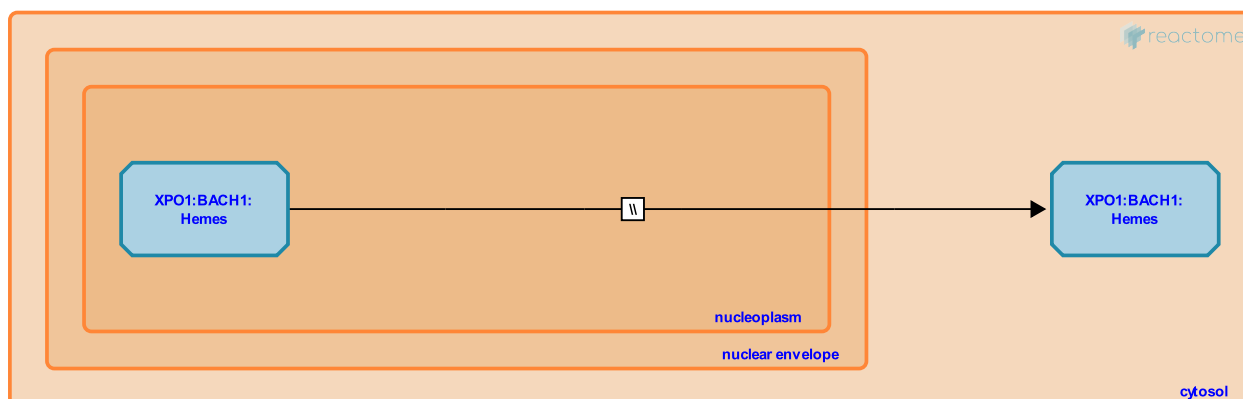 reactome
XPO1:BACH1:
Hemes
\\
XPO1:BACH1:
Hemes
nucleoplasm
nuclear envelope
cytosol